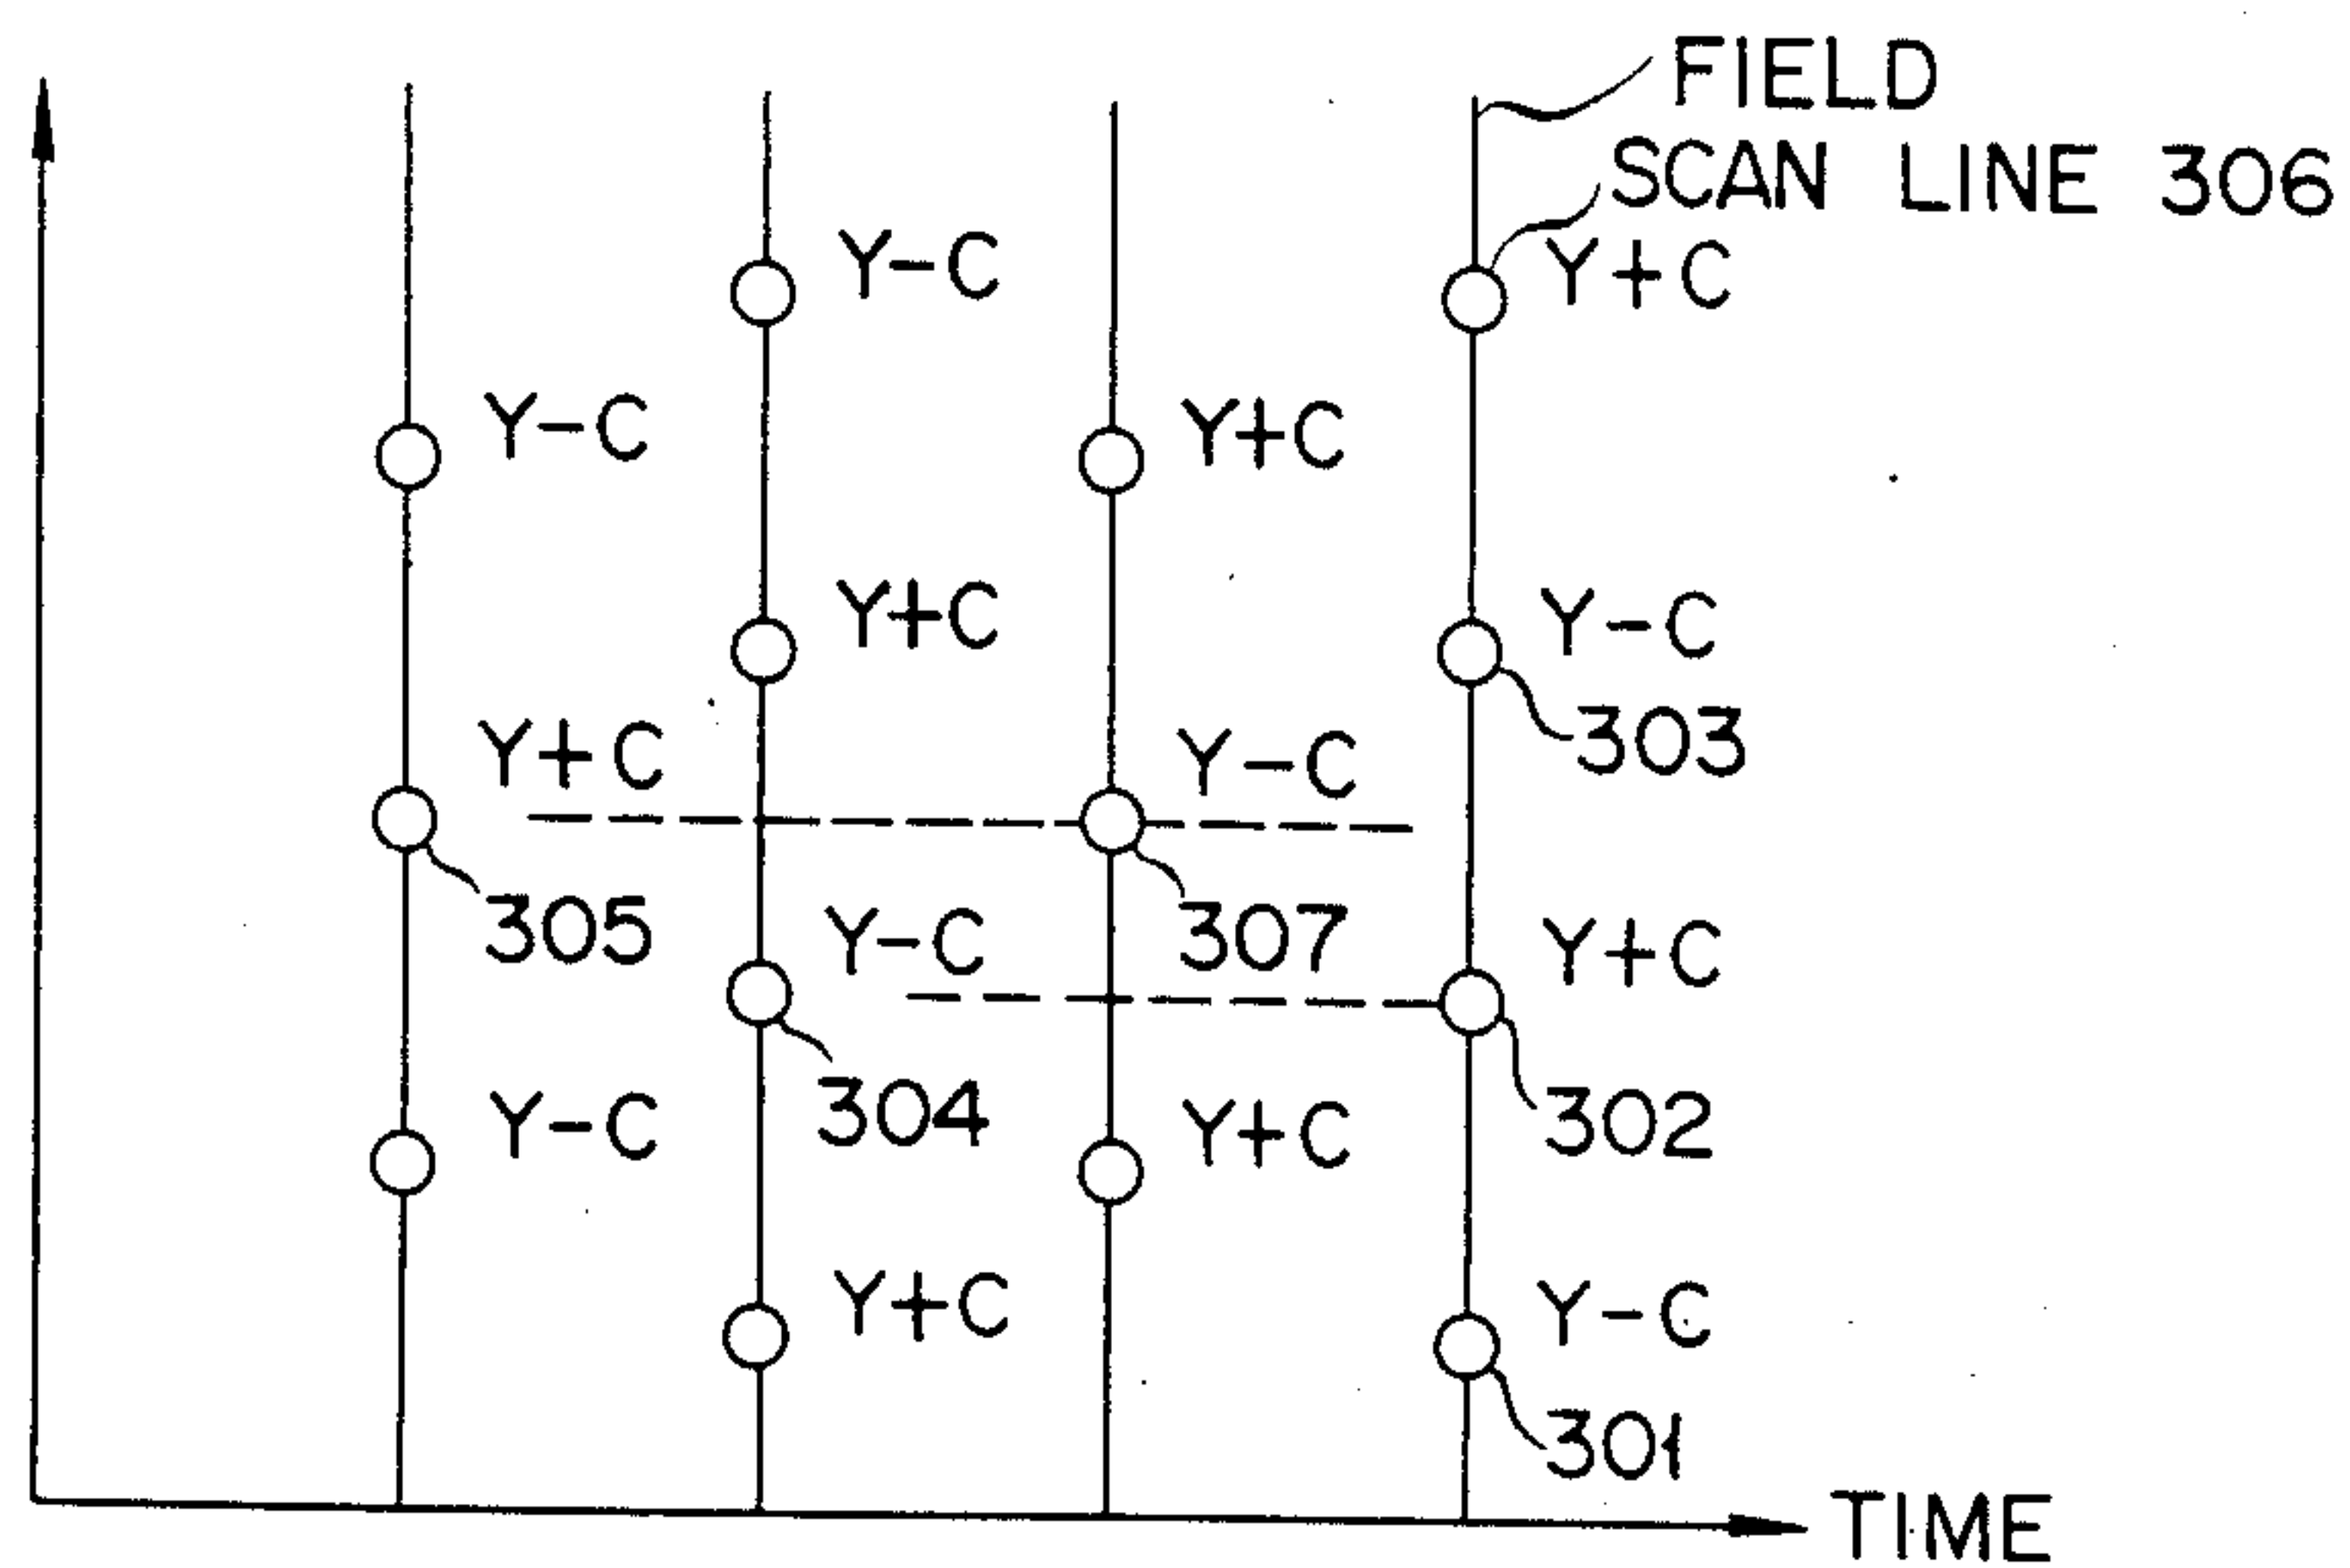 FIELD
SCAN LINE 306
Y-C
Y+C
Y-C
Y+C
Y+C
Y-C
Y+C
Y-C
303
305
Y-C
307
Y+C
304
302
Y-C
Y+C
Y+C
Y-C
301
TIME